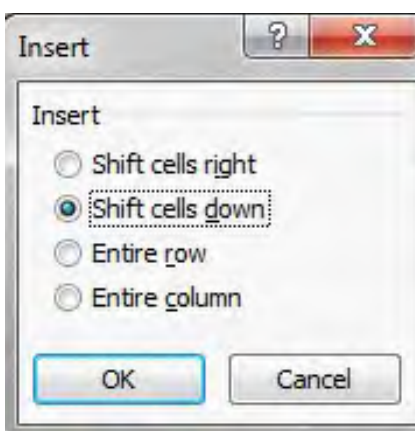 Insert
Insert
Shift cells right
Shift cells down
Entire row
Entire column
OK Cancel